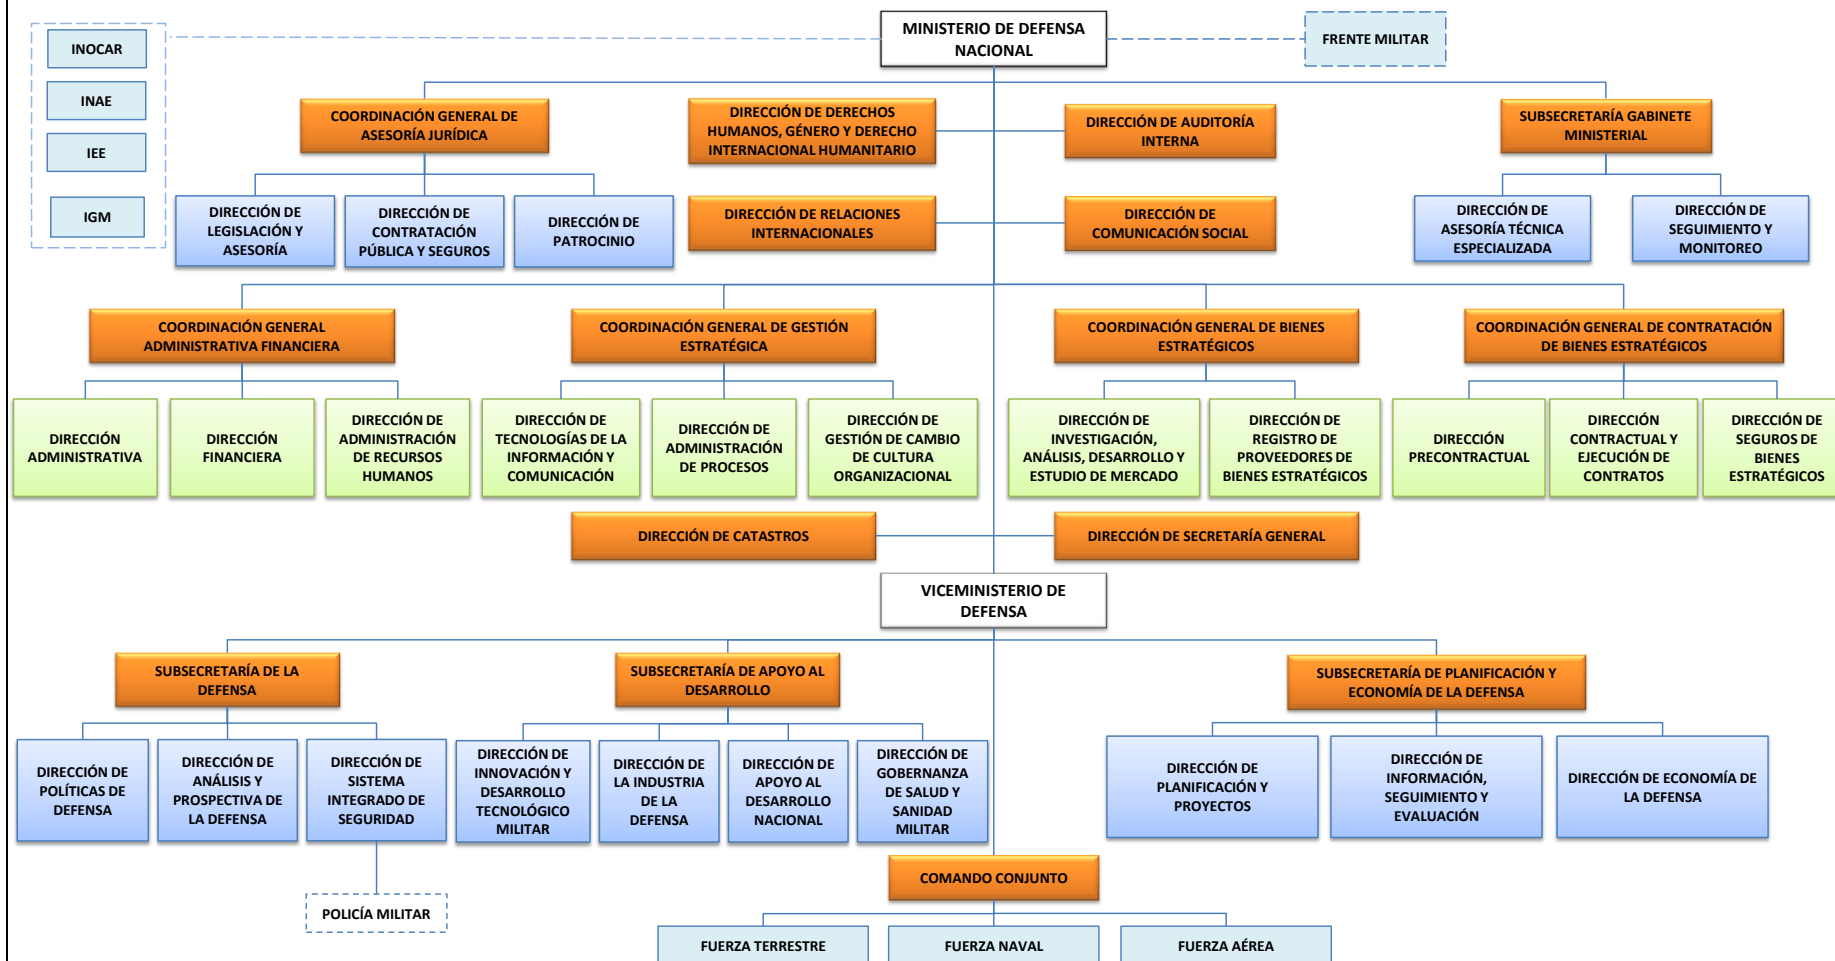 MINISTERIO DE DEFENSA
NACIONAL
FRENTE MILITAR
INOCAR
INAE
IEE
IGM
COORDINACIÓN GENERAL DE
ASESORÍA JURÍDICA
DIRECCIÓN DE DERECHOS
HUMANOS, GÉNERO Y DERECHO
INTERNACIONAL HUMANITARIO
DIRECCIÓN DE AUDITORÍA
INTERNA
SUBSECRETARÍA GABINETE
MINISTERIAL
DIRECCIÓN DE
LEGISLACIÓN Y
ASESORÍA
DIRECCIÓN DE
CONTRATACIÓN
PÚBLICA Y SEGUROS
DIRECCIÓN DE
PATROCINIO
DIRECCIÓN DE RELACIONES
INTERNACIONALES
DIRECCIÓN DE
COMUNICACIÓN SOCIAL
DIRECCIÓN DE
ASESORÍA TÉCNICA
ESPECIALIZADA
DIRECCIÓN DE
SEGUIMIENTO Y
MONITOREO
COORDINACIÓN GENERAL
ADMINISTRATIVA FINANCIERA
COORDINACIÓN GENERAL DE GESTIÓN
ESTRATÉGICA
COORDINACIÓN GENERAL DE BIENES
ESTRATÉGICOS
COORDINACIÓN GENERAL DE CONTRATACIÓN
DE BIENES ESTRATÉGICOS
DIRECCIÓN
ADMINISTRATIVA
DIRECCIÓN
FINANCIERA
DIRECCIÓN DE
ADMINISTRACIÓN
DE RECURSOS
HUMANOS
DIRECCIÓN DE
TECNOLOGÍAS DE LA
INFORMACIÓN Y
COMUNICACIÓN
DIRECCIÓN DE
ADMINISTRACIÓN
DE PROCESOS
DIRECCIÓN DE
GESTIÓN DE CAMBIO
DE CULTURA
ORGANIZACIONAL
DIRECCIÓN DE
INVESTIGACIÓN,
ANÁLISIS, DESARROLLO Y
ESTUDIO DE MERCADO
DIRECCIÓN DE
REGISTRO DE
PROVEEDORES DE
BIENES ESTRATÉGICOS
DIRECCIÓN
PRECONTRACTUAL
DIRECCIÓN
CONTRACTUAL Y
EJECUCIÓN DE
CONTRATOS
DIRECCIÓN DE
SEGUROS DE
BIENES
ESTRATÉGICOS
DIRECCIÓN DE CATASTROS
DIRECCIÓN DE SECRETARÍA GENERAL
VICEMINISTERIO DE
DEFENSA
SUBSECRETARÍA DE LA
DEFENSA
SUBSECRETARÍA DE APOYO AL
DESARROLLO
SUBSECRETARÍA DE PLANIFICACIÓN Y
ECONOMÍA DE LA DEFENSA
DIRECCIÓN DE
POLÍTICAS DE
DEFENSA
DIRECCIÓN DE
ANÁLISIS Y
PROSPECTIVA DE
LA DEFENSA
DIRECCIÓN DE
SISTEMA
INTEGRADO DE
SEGURIDAD
DIRECCIÓN DE
INNOVACIÓN Y
DESARROLLO
TECNOLÓGICO
MILITAR
DIRECCIÓN DE
LA INDUSTRIA
DE LA
DEFENSA
DIRECCIÓN DE
APOYO AL
DESARROLLO
NACIONAL
DIRECCIÓN DE
GOBERNANZA
DE SALUD Y
SANIDAD
MILITAR
DIRECCIÓN DE
PLANIFICACIÓN Y
PROYECTOS
DIRECCIÓN DE
INFORMACIÓN,
SEGUIMIENTO Y
EVALUACIÓN
DIRECCIÓN DE ECONOMÍA DE
LA DEFENSA
COMANDO CONJUNTO
POLICÍA MILITAR
FUERZA TERRESTRE
FUERZA NAVAL
FUERZA AÉREA